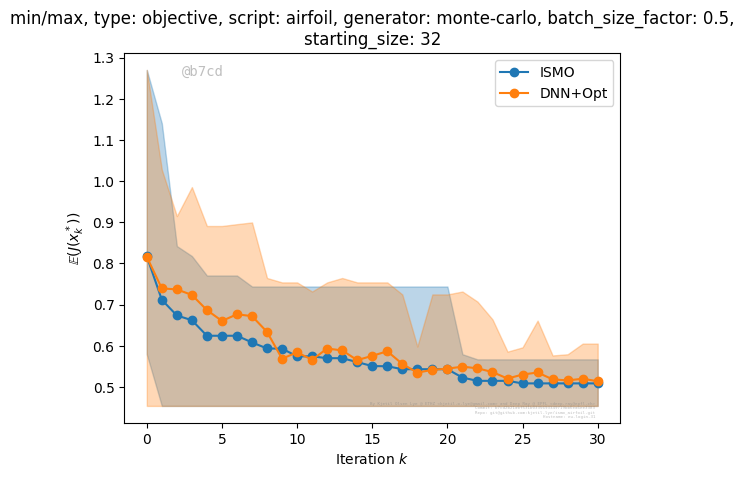 min/max, type: objective, script: airfoil, generator: monte-carlo, batch_size_factor: 0.5,
starting_size: 32
@b7cd
ISMO
DNN+Opt
1.3
1.2
1.1
1.0
0.9
0.8
0.7
0.6
0.5
𝔼(J(x*_k))
0 5 10 15 20 25 30
Iteration k